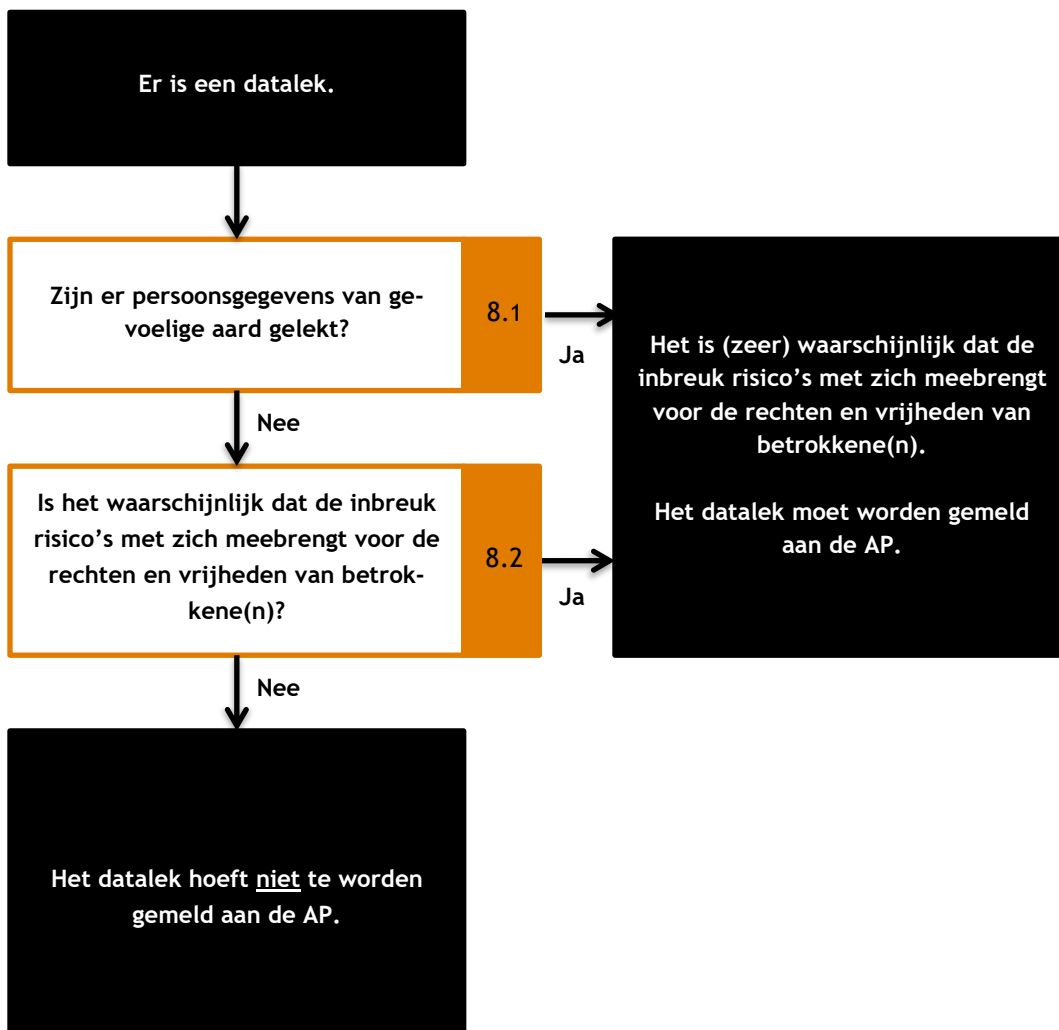 Er is een datalek.
Zijn er persoonsgegevens van ge-
voelige aard gelekt?
8.1
Ja
Het is (zeer) waarschijnlijk dat de
inbreuk risico’s met zich meebrengt
voor de rechten en vrijheden van
betrokkene(n).
Het datalek moet worden gemeld
aan de AP.
Nee
Is het waarschijnlijk dat de inbreuk
risico’s met zich meebrengt voor de
rechten en vrijheden van betrok-
kene(n)?
8.2
Ja
Nee
Het datalek hoeft niet te worden
gemeld aan de AP.